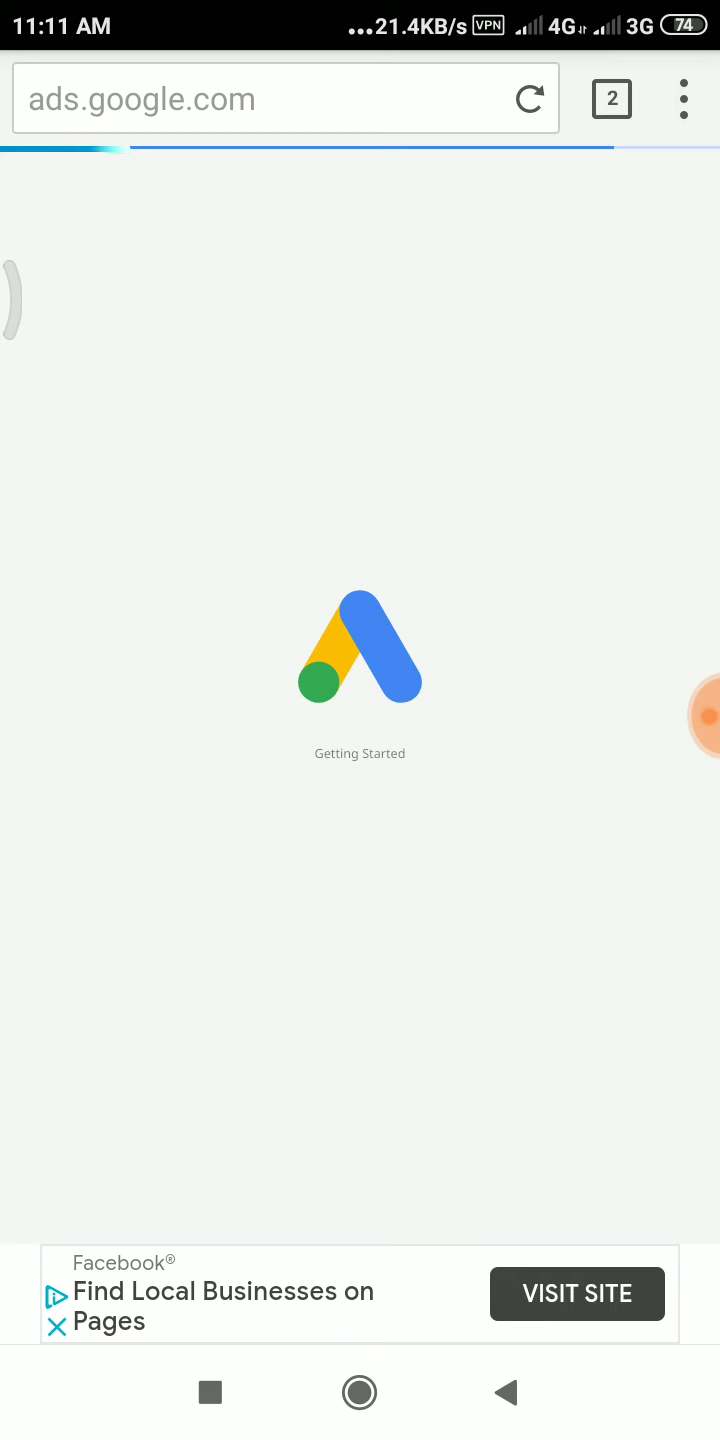 11:11 AM ...21.4KB/s VPN 4G 3G 74
ads.google.com 2
Getting Started
Facebook®
Find Local Businesses on
Pages
VISIT SITE